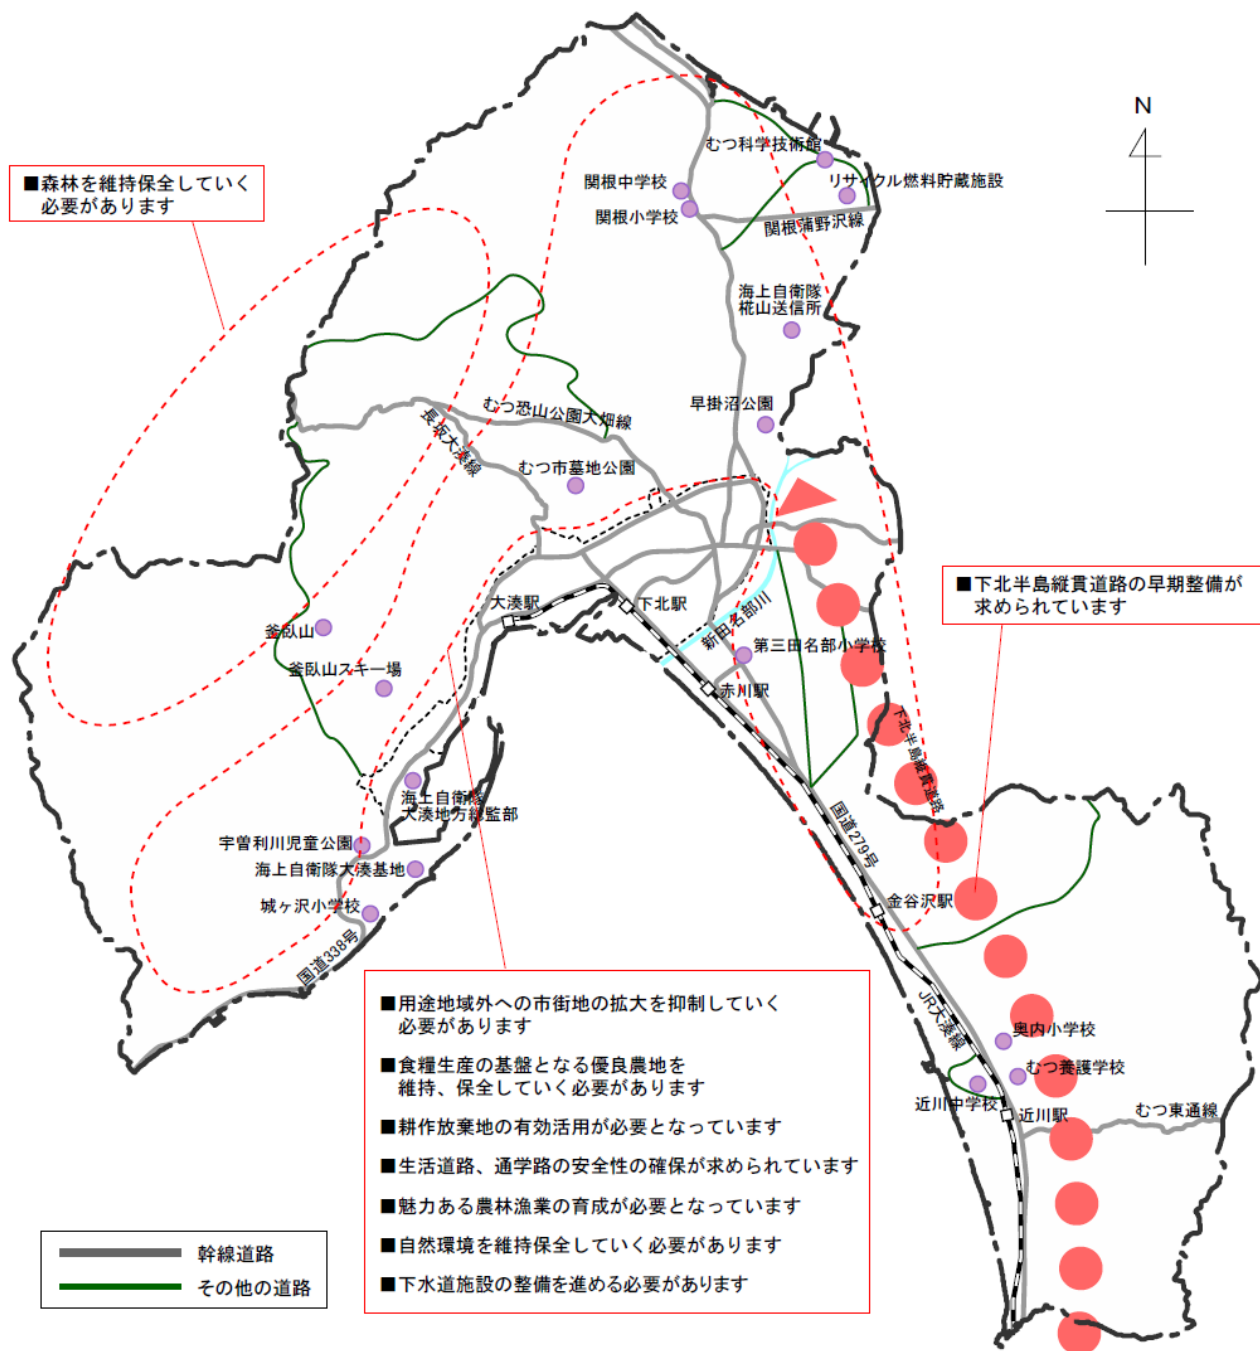 N
■森林を維持保全していく
必要があります
むつ科学技術館
関根中学校
リサイクル燃料貯蔵施設
関根小学校
関根蒲野沢線
海上自衛隊
椛山送信所
早掛沼公園
むつ恐山公園大畑線
長坂大湊線
むつ市墓地公園
■下北半島縦貫道路の早期整備が
求められています
大湊駅
下北駅
新田名部川
釜臥山
第三田名部小学校
釜臥山スキー場
赤川駅
下北半島縦貫道路
海上自衛隊
大湊地方総監部
国道279号
宇曽利川児童公園
海上自衛隊大湊基地
城ヶ沢小学校
金谷沢駅
国道338号
JR大湊線
奥内小学校
むつ養護学校
近川中学校
近川駅
むつ東通線
■用途地域外への市街地の拡大を抑制していく
必要があります
■食糧生産の基盤となる優良農地を
維持、保全していく必要があります
■耕作放棄地の有効活用が必要となっています
■生活道路、通学路の安全性の確保が求められています
■魅力ある農林漁業の育成が必要となっています
■自然環境を維持保全していく必要があります
■下水道施設の整備を進める必要があります
幹線道路
その他の道路